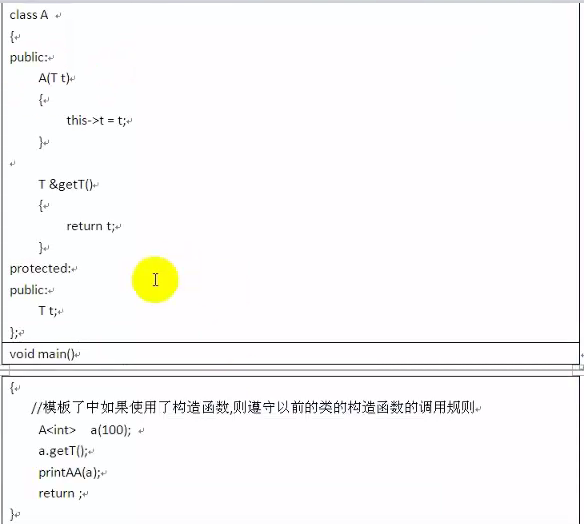 class A
{
public:
A(T t)
{
this->t = t;
}
T &getT()
{
return t;
}
protected:
public:
T t;
};
void main()
{
//模板了中如果使用了构造函数,则遵守以前的类的构造函数的调用规则
A<int> a(100);
a.getT();
printAA(a);
return ;
}